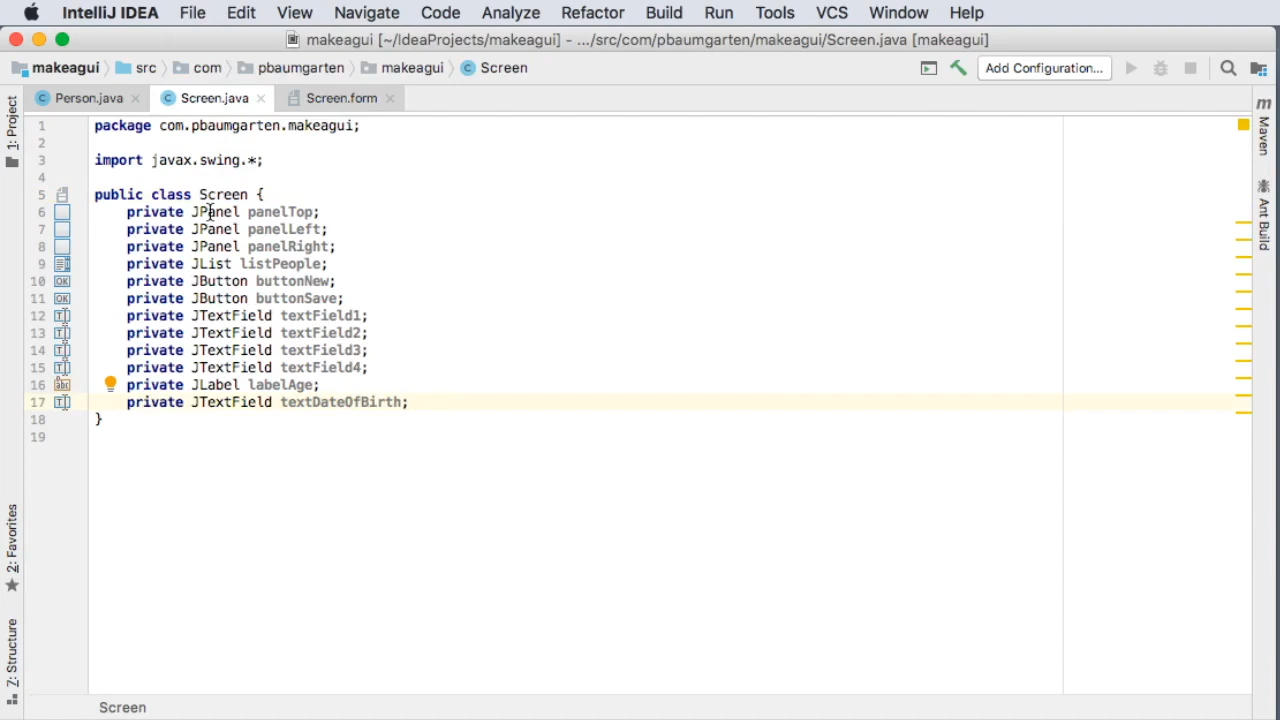 IntelliJ IDEA File Edit View Navigate Code Analyze Refactor Build Run Tools VCS Window Help
makeagui [~/IdeaProjects/makeagui] - .../src/com/pbaumgarten/makeagui/Screen.java [makeagui]
makeagui src com pbaumgarten makeagui C Screen Add Configuration...
C Person.java C Screen.java Screen.form
1: Project
m Maven
Ant Build
2: Favorites
Z: Structure
1 package com.pbaumgarten.makeagui;
2
3 import javax.swing.*;
4
5 public class Screen {
6 private JPanel panelTop;
7 private JPanel panelLeft;
8 private JPanel panelRight;
9 private JList listPeople;
10 OK private JButton buttonNew;
11 OK private JButton buttonSave;
12 private JTextField textField1;
13 private JTextField textField2;
14 private JTextField textField3;
15 private JTextField textField4;
16 abc private JLabel labelAge;
17 private JTextField textDateOfBirth;
18 }
19
Screen